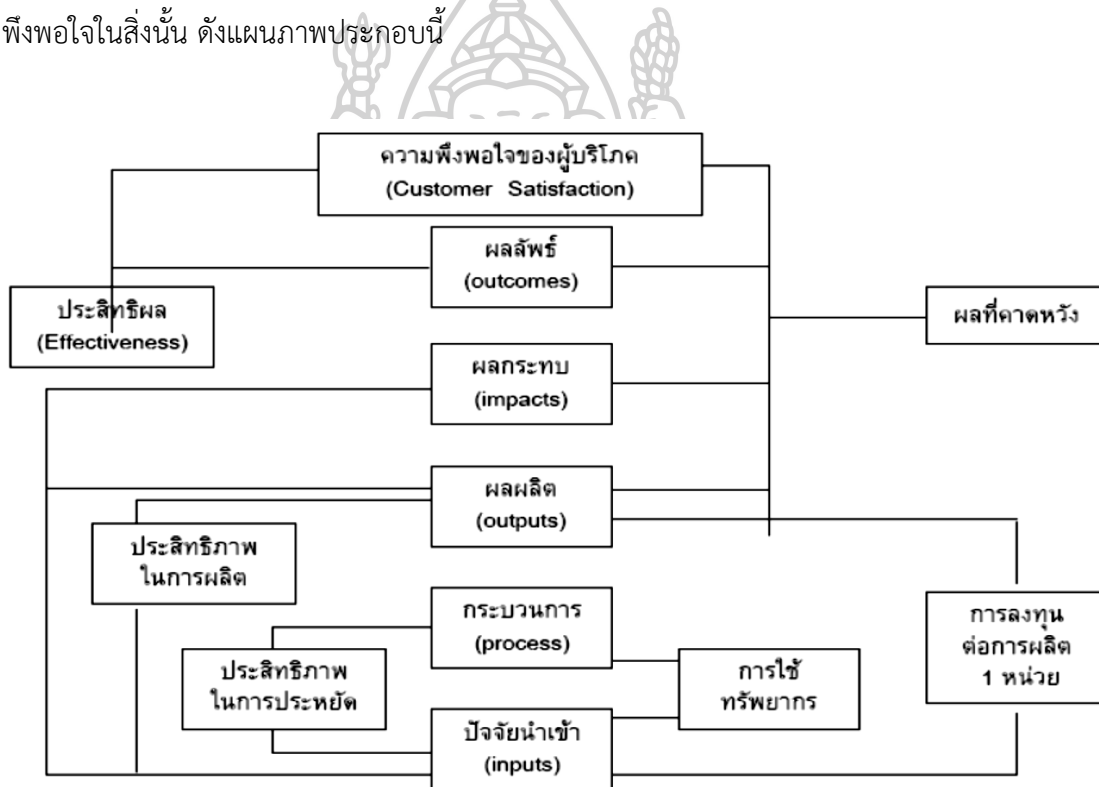 พึงพอใจในสิ่งนั้น ดังแผนภาพประกอบนี้
ความพึงพอใจของผู้บริโภค
(Customer Satisfaction)
ผลลัพธ์
(outcomes)
ประสิทธิผล
(Effectiveness)
ผลที่คาดหวัง
ผลกระทบ
(impacts)
ผลผลิต
(outputs)
ประสิทธิภาพ
ในการผลิต
กระบวนการ
(process)
การลงทุน
ต่อการผลิต
1 หน่วย
ประสิทธิภาพ
ในการประหยัด
การใช้
ทรัพยากร
ปัจจัยนำเข้า
(inputs)